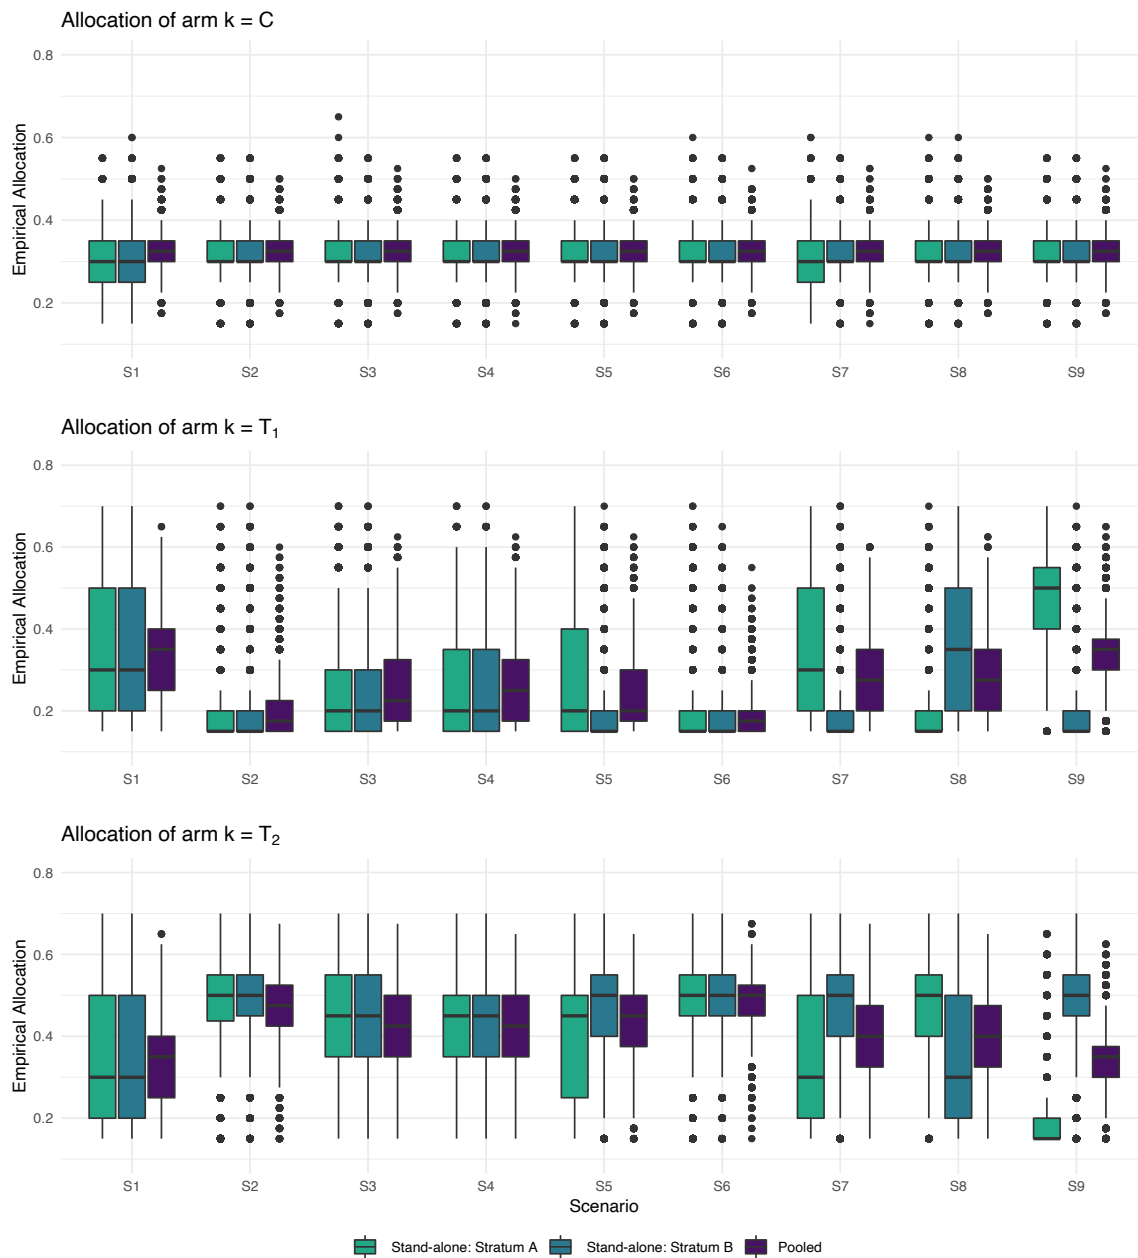 Allocation of arm k = C
0.8
0.6
0.4
0.2
Empirical Allocation
S1 S2 S3 S4 S5 S6 S7 S8 S9
Allocation of arm k = T₁
0.8
0.6
0.4
0.2
Empirical Allocation
S1 S2 S3 S4 S5 S6 S7 S8 S9
Allocation of arm k = T₂
0.8
0.6
0.4
0.2
Empirical Allocation
S1 S2 S3 S4 S5 S6 S7 S8 S9
Scenario
Stand-alone: Stratum A Stand-alone: Stratum B Pooled